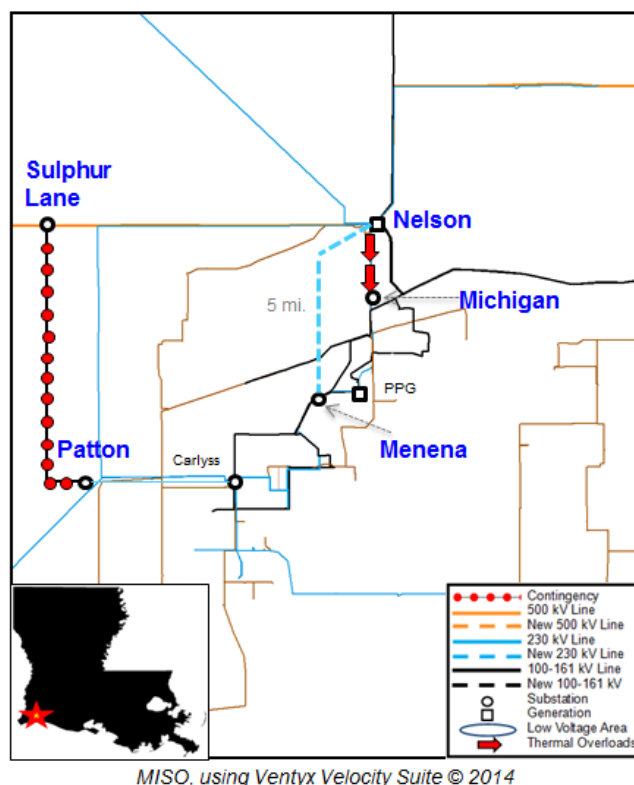 Sulphur
Lane
Nelson
5 mi.
Michigan
PPG
Patton
Carlyss
Menena
Contingency
500 kV Line
New 500 kV Line
230 kV Line
New 230 kV Line
100-161 kV Line
New 100-161 kV
Substation
Generation
Low Voltage Area
Thermal Overloads
MISO, using Ventyx Velocity Suite © 2014